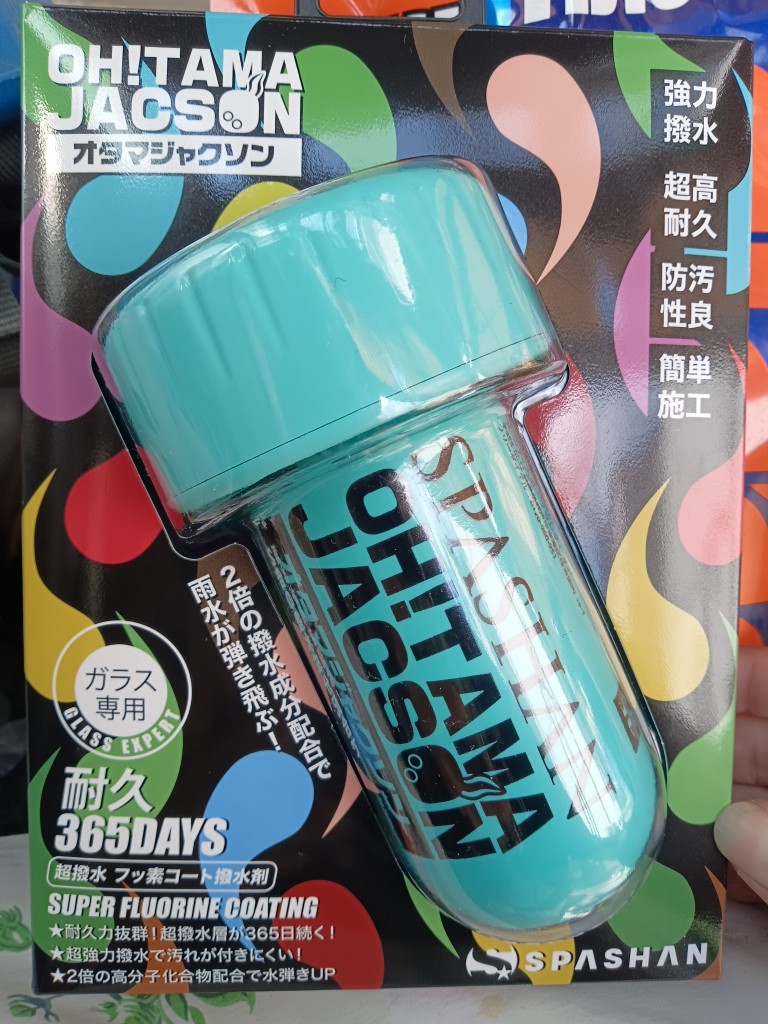 OH!TAMA
JACSON
オタマジャクソン
強力
撥水
超高
耐久
防汚
性良
簡単
施工
SPASHAN
OH!TAMA
JACSON
2倍の撥水成分配合で
雨水が弾き飛ぶ!
ガラス
専用
GLASS EXPERT
耐久
365DAYS
超撥水 フッ素コート撥水剤
SUPER FLUORINE COATING
★耐久力抜群!超撥水層が365日続く!
★超強力撥水で汚れが付きにくい!
★2倍の高分子化合物配合で水弾きUP
SPASHAN